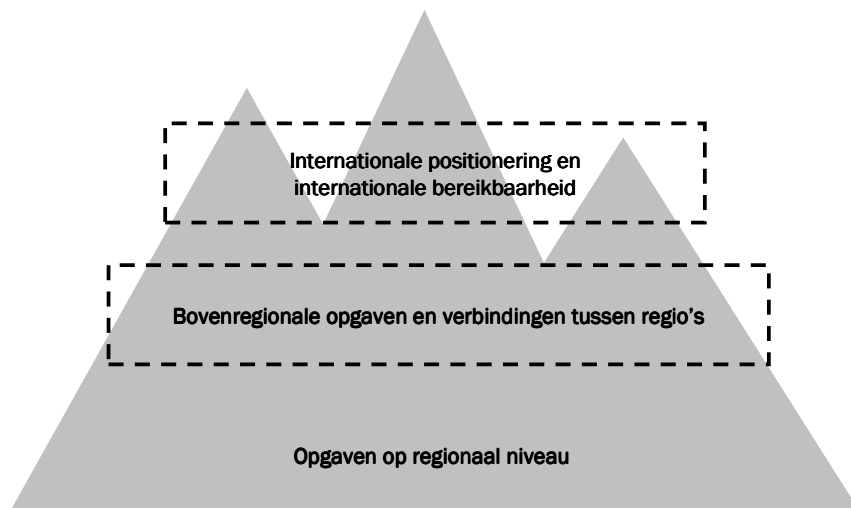 Internationale positionering en
internationale bereikbaarheid
Bovenregionale opgaven en verbindingen tussen regio’s
Opgaven op regionaal niveau